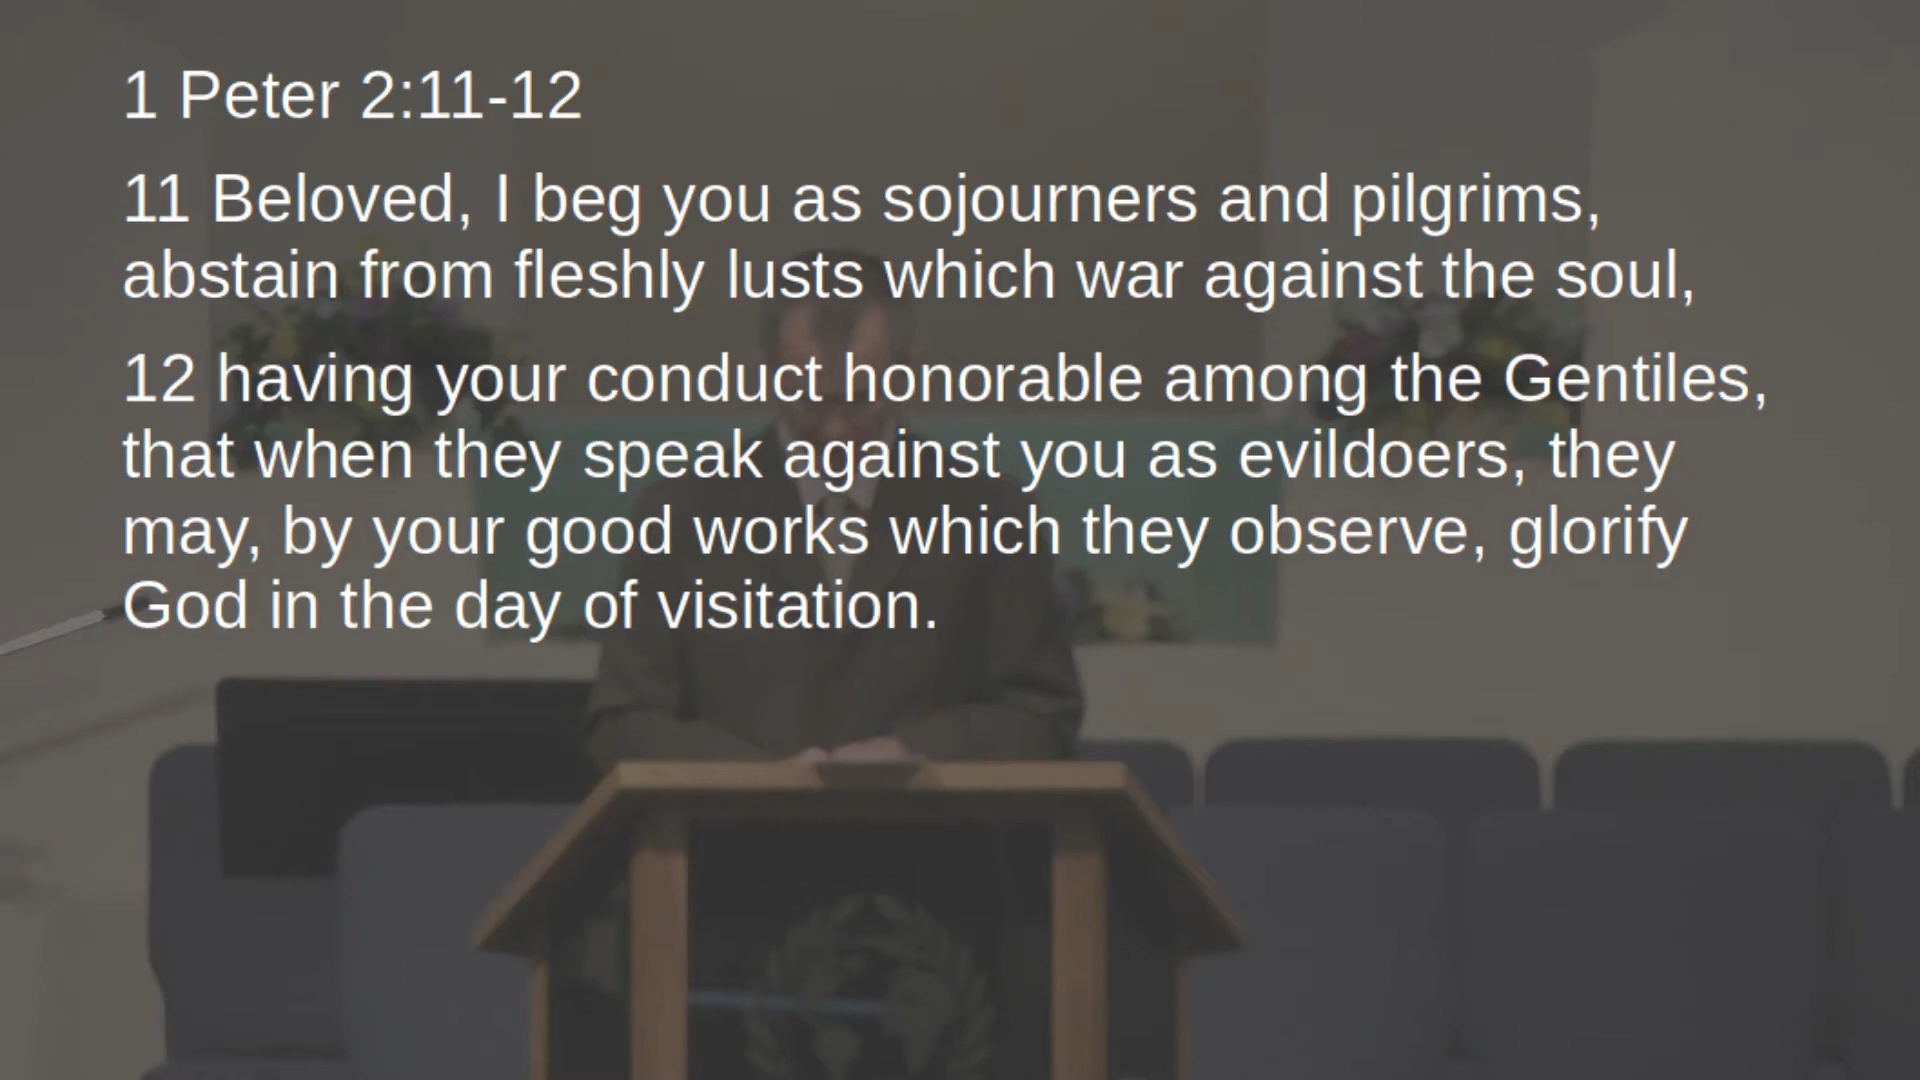 1 Peter 2:11-12
11 Beloved, I beg you as sojourners and pilgrims,
abstain from fleshly lusts which war against the soul,
12 having your conduct honorable among the Gentiles,
that when they speak against you as evildoers, they
may, by your good works which they observe, glorify
God in the day of visitation.